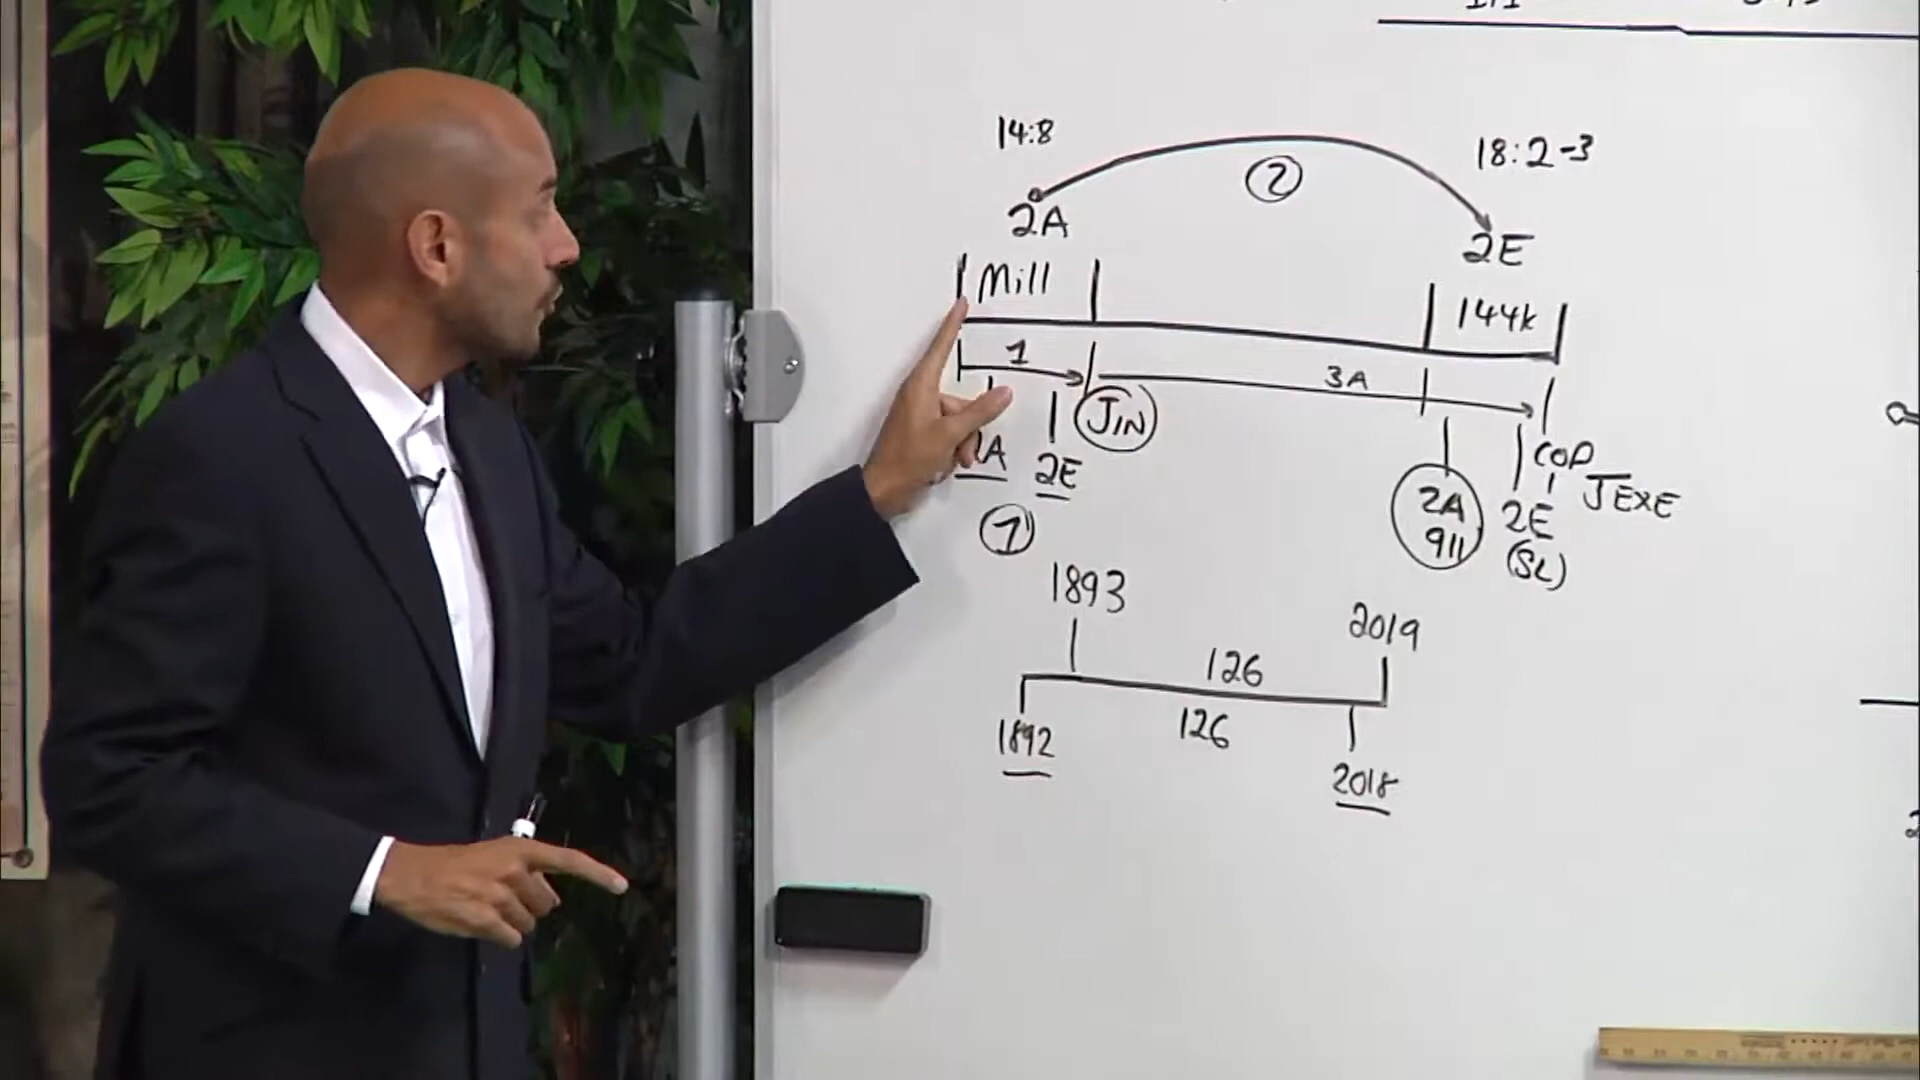 14:8
18:2-3
2
2A
2E
Mill
144k
1
3A
JIN
COP
JEXE
2E
2A
911
2E
(SL)
1
1893
2019
126
126
1892
2018